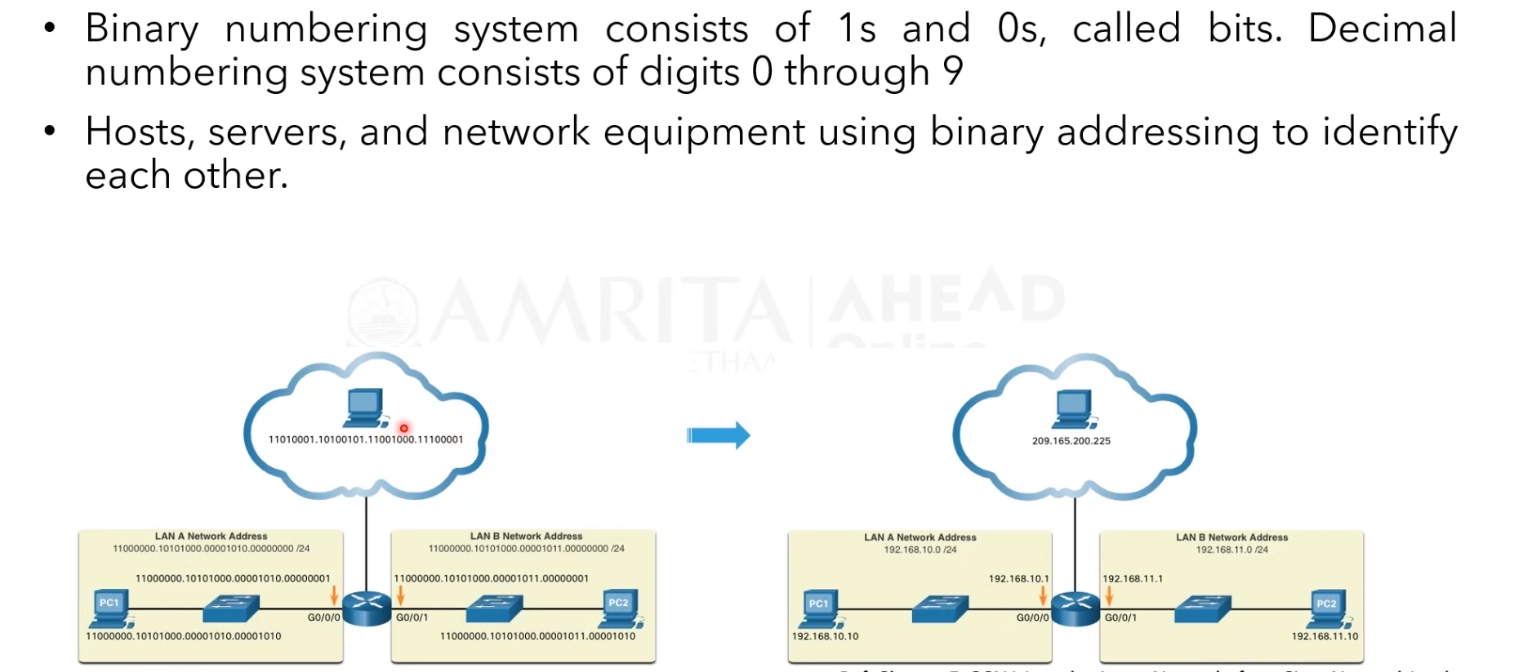 • Binary numbering system consists of 1s and 0s, called bits. Decimal
numbering system consists of digits 0 through 9
• Hosts, servers, and network equipment using binary addressing to identify
each other.
AMRITA AHEAD
Online
11010001.10100101.11001000.11100001
LAN A Network Address
11000000.10101000.00001010.00000000 /24
LAN B Network Address
11000000.10101000.00001011.00000000 /24
11000000.10101000.00001010.00000001
11000000.10101000.00001011.00000001
PC1
G0/0/0
G0/0/1
PC2
11000000.10101000.00001010.00001010
11000000.10101000.00001011.00001010
209.165.200.225
LAN A Network Address
192.168.10.0 /24
LAN B Network Address
192.168.11.0 /24
192.168.10.1
192.168.11.1
PC1
G0/0/0
G0/0/1
PC2
192.168.10.10
192.168.11.10